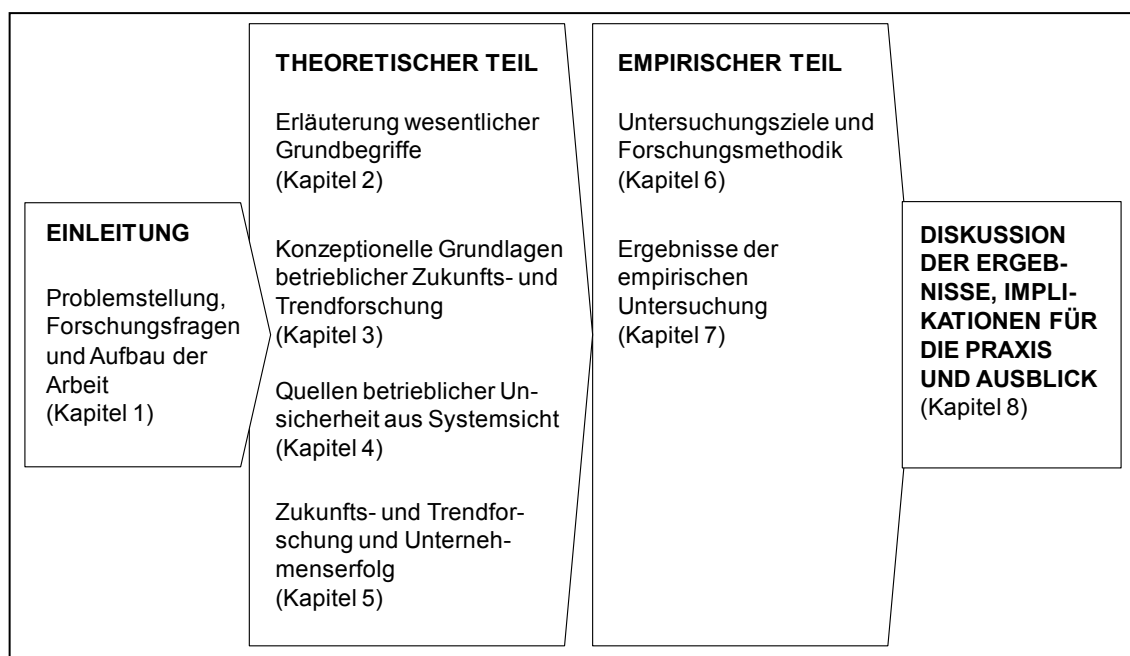 EINLEITUNG
Problemstellung,
Forschungsfragen
und Aufbau der
Arbeit
(Kapitel 1)
THEORETISCHER TEIL
Erläuterung wesentlicher
Grundbegriffe
(Kapitel 2)
Konzeptionelle Grundlagen
betrieblicher Zukunfts- und
Trendforschung
(Kapitel 3)
Quellen betrieblicher Un-
sicherheit aus Systemsicht
(Kapitel 4)
Zukunfts- und Trendfor-
schung und Unterneh-
menserfolg
(Kapitel 5)
EMPIRISCHER TEIL
Untersuchungsziele und
Forschungsmethodik
(Kapitel 6)
Ergebnisse der
empirischen
Untersuchung
(Kapitel 7)
DISKUSSION
DER ERGEB-
NISSE, IMPLI-
KATIONEN FÜR
DIE PRAXIS
UND AUSBLICK
(Kapitel 8)